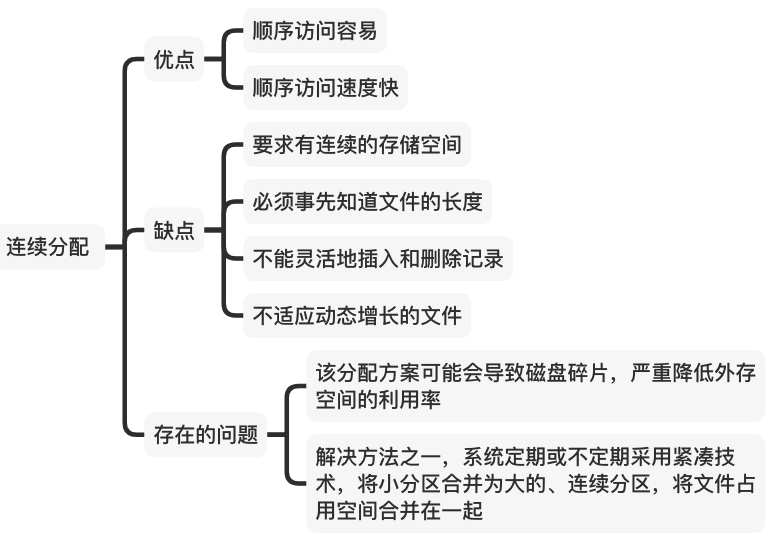 连续分配
优点
顺序访问容易
顺序访问速度快
缺点
要求有连续的存储空间
必须事先知道文件的长度
不能灵活地插入和删除记录
不适应动态增长的文件
存在的问题
该分配方案可能会导致磁盘碎片，严重降低外存
空间的利用率
解决方法之一，系统定期或不定期采用紧凑技
术，将小分区合并为大的、连续分区，将文件占
用空间合并在一起